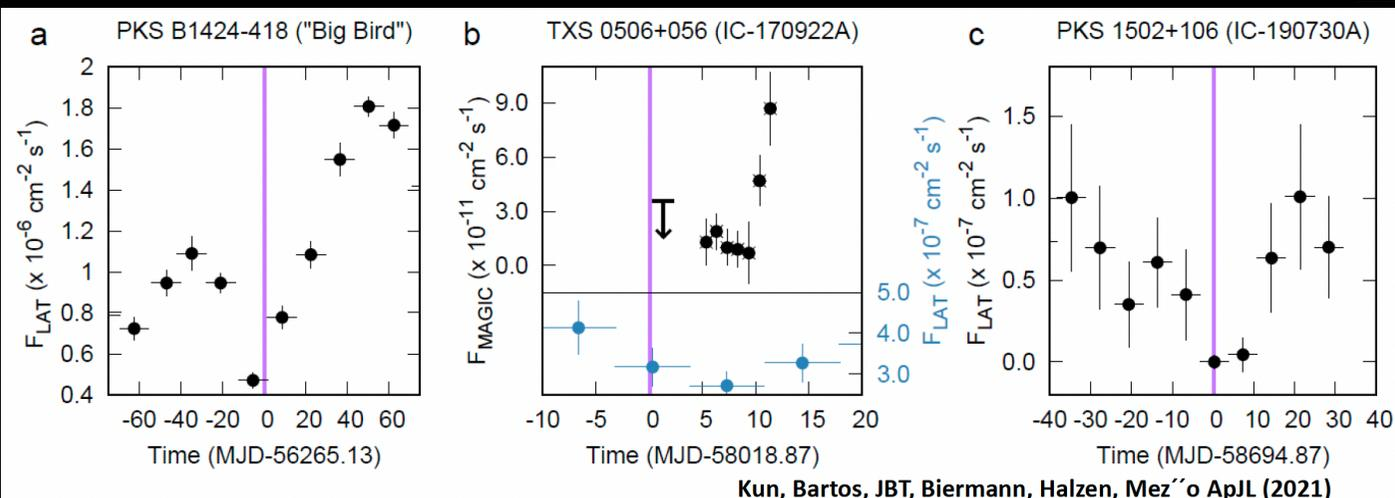 a PKS B1424-418 ("Big Bird")
2
1.8
1.6
1.4
1.2
1
0.8
0.6
0.4
F_LAT (x 10^-6 cm^-2 s^-1)
-60 -40 -20 0 20 40 60
Time (MJD-56265.13)
b TXS 0506+056 (IC-170922A)
9.0
6.0
3.0
0.0
F_MAGIC (x 10^-11 cm^-2 s^-1)
5.0
4.0
3.0
F_LAT (x 10^-7 cm^-2 s^-1)
-10 -5 0 5 10 15 20
Time (MJD-58018.87)
c PKS 1502+106 (IC-190730A)
1.5
1.0
0.5
0.0
F_LAT (x 10^-7 cm^-2 s^-1)
-40 -30 -20 -10 0 10 20 30 40
Time (MJD-58694.87)
Kun, Bartos, JBT, Biermann, Halzen, Mez´´o ApJL (2021)